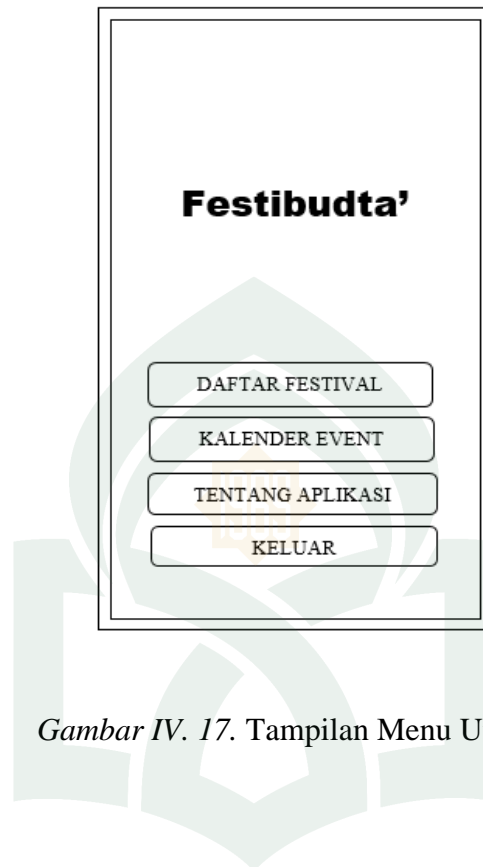 Festibudta’
DAFTAR FESTIVAL
KALENDER EVENT
TENTANG APLIKASI
KELUAR
Gambar IV. 17. Tampilan Menu U